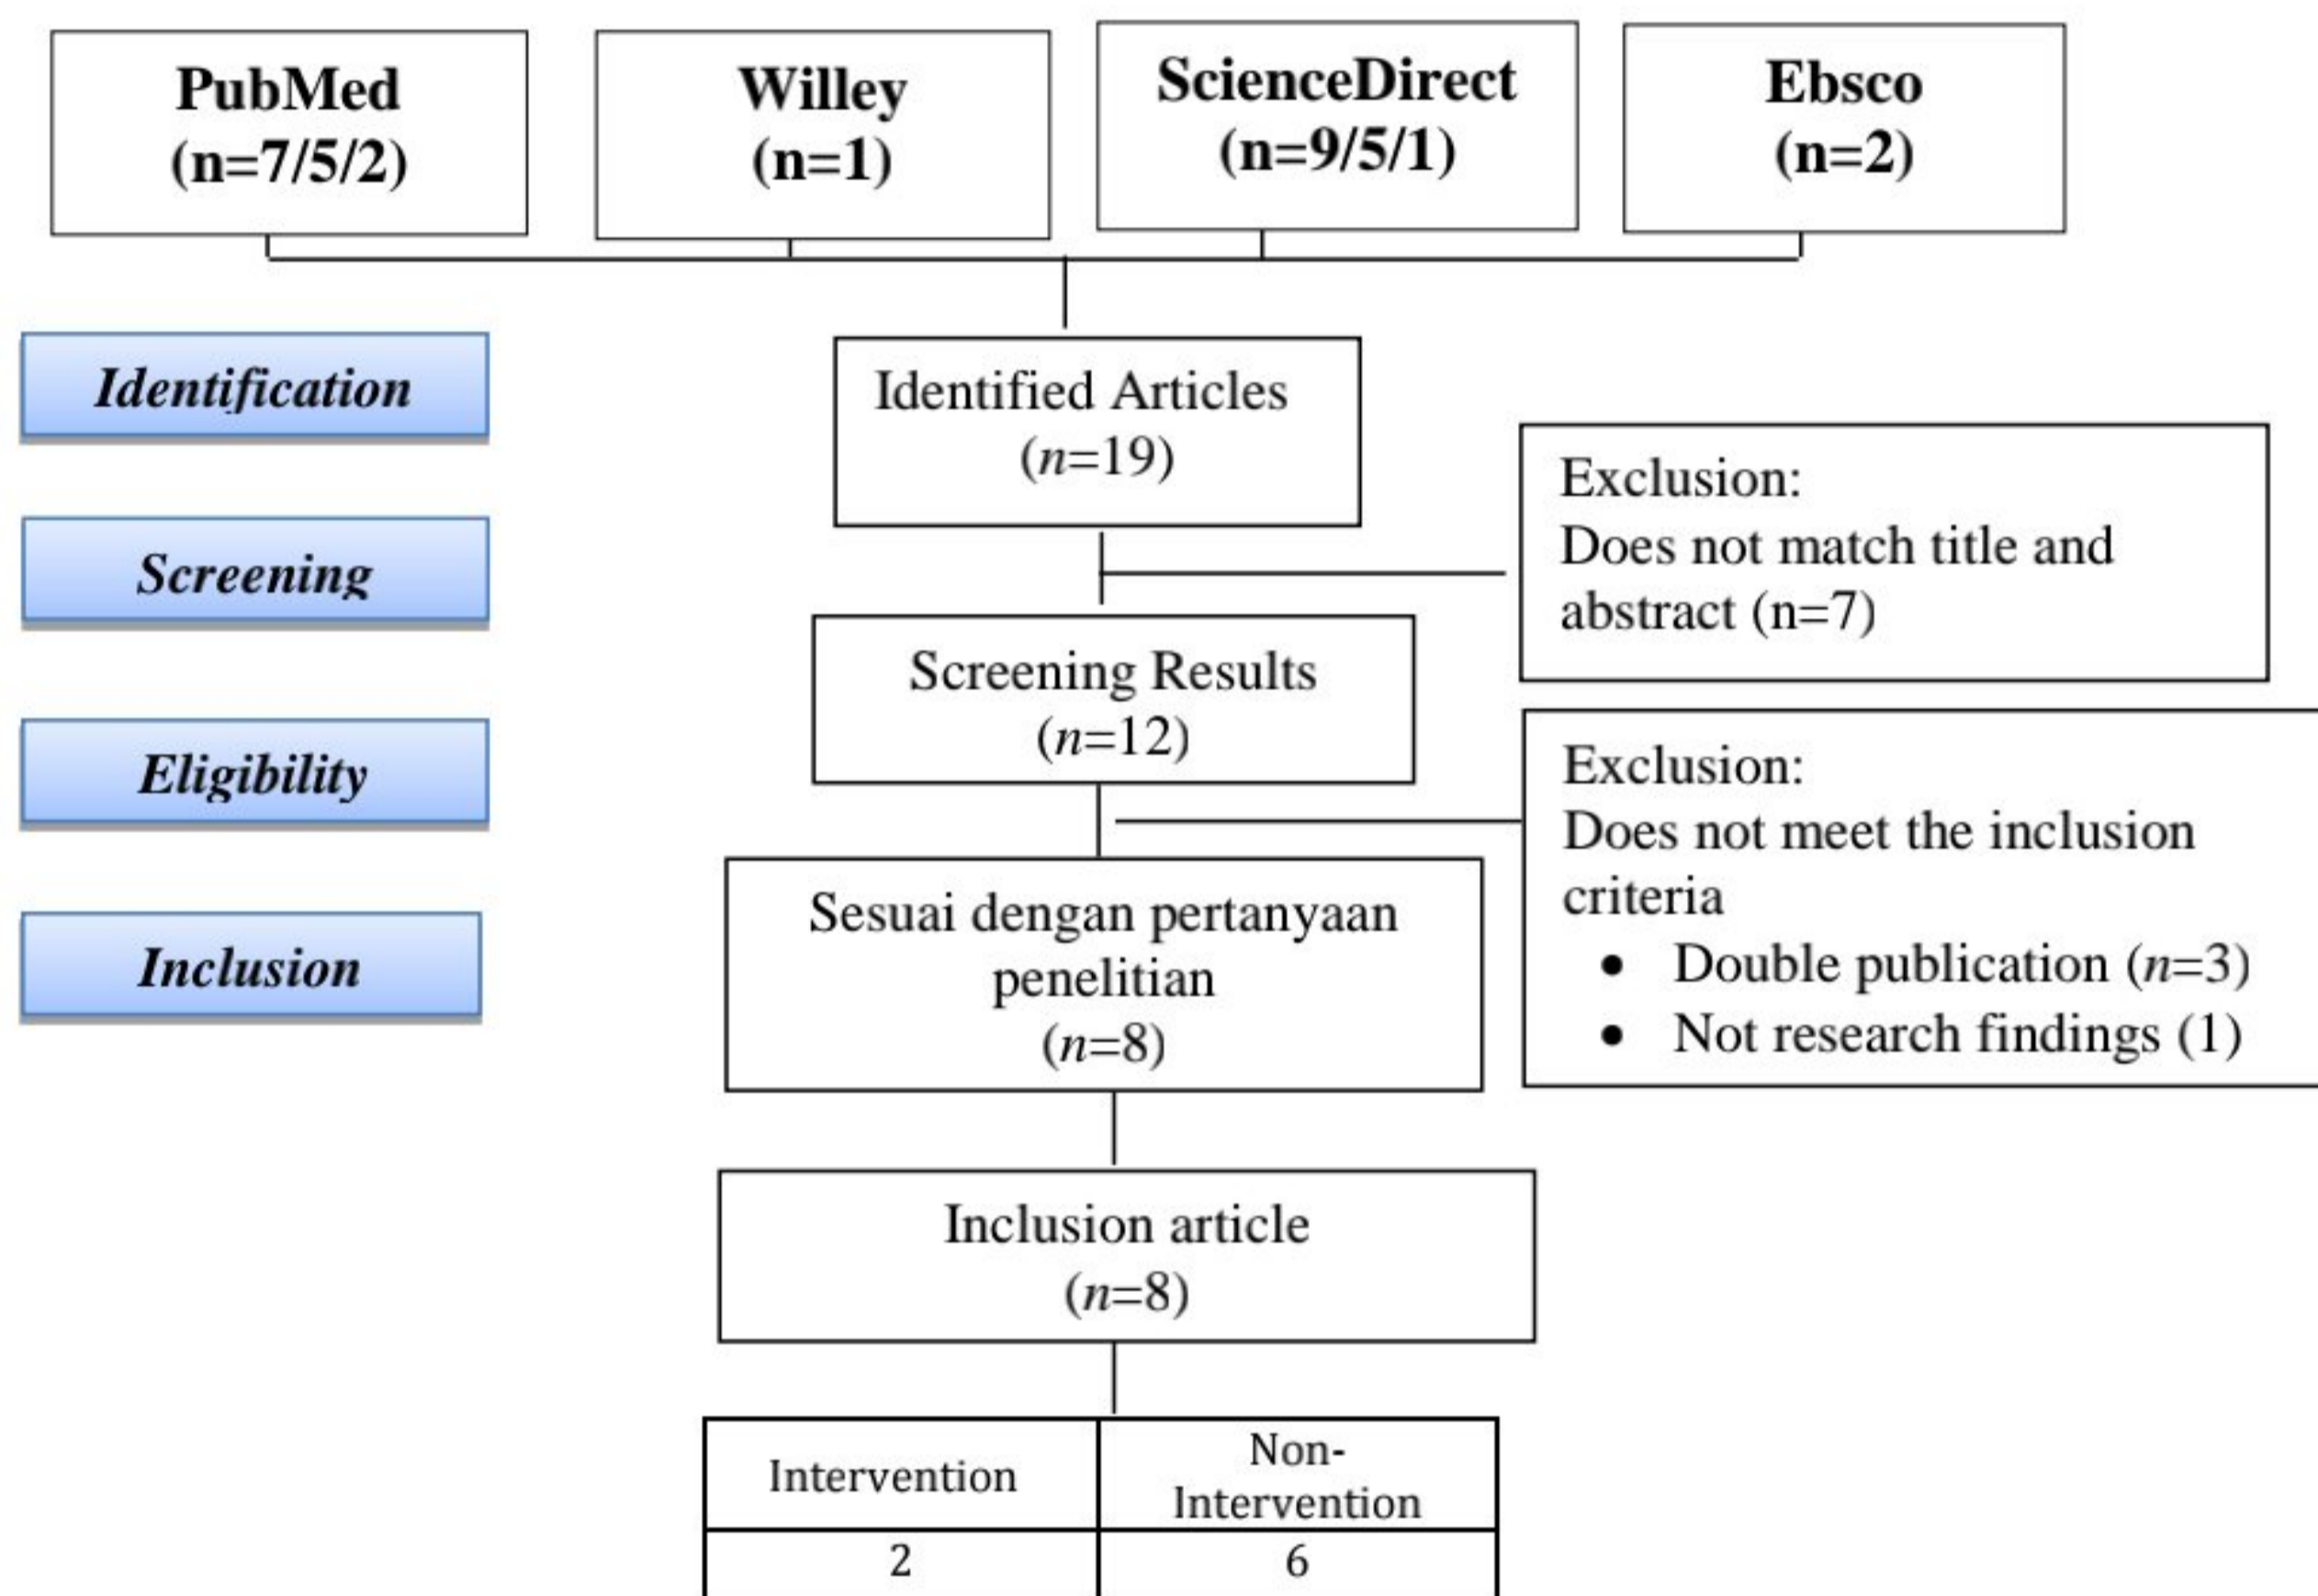 PubMed
(n=7/5/2)
Willey
(n=1)
ScienceDirect
(n=9/5/1)
Ebsco
(n=2)
Identification
Identified Articles
(n=19)
Exclusion:
Does not match title and
abstract (n=7)
Screening
Screening Results
(n=12)
Eligibility
Exclusion:
Does not meet the inclusion
criteria
• Double publication (n=3)
• Not research findings (1)
Sesuai dengan pertanyaan
penelitian
(n=8)
Inclusion
Inclusion article
(n=8)
Intervention
Non-
Intervention
2
6